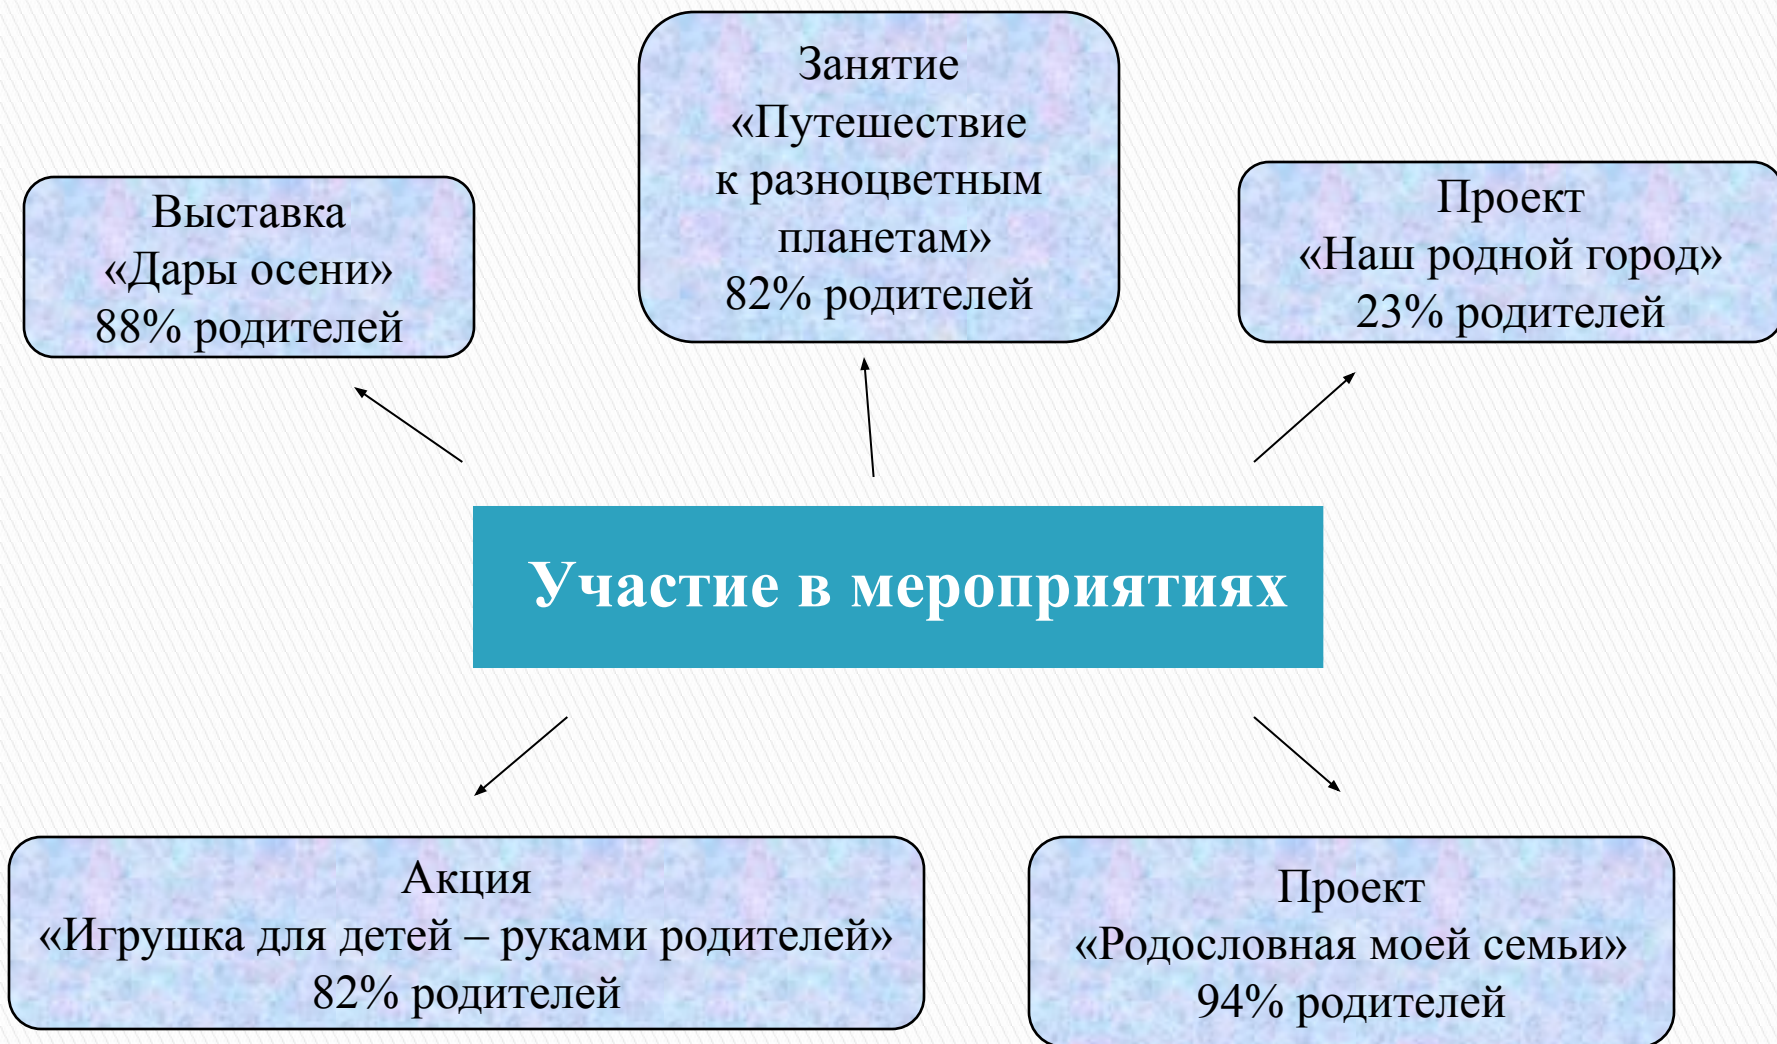 Занятие
«Путешествие
к разноцветным
планетам»
82% родителей
Выставка
«Дары осени»
88% родителей
Проект
«Наш родной город»
23% родителей
Участие в мероприятиях
Акция
«Игрушка для детей – руками родителей»
82% родителей
Проект
«Родословная моей семьи»
94% родителей